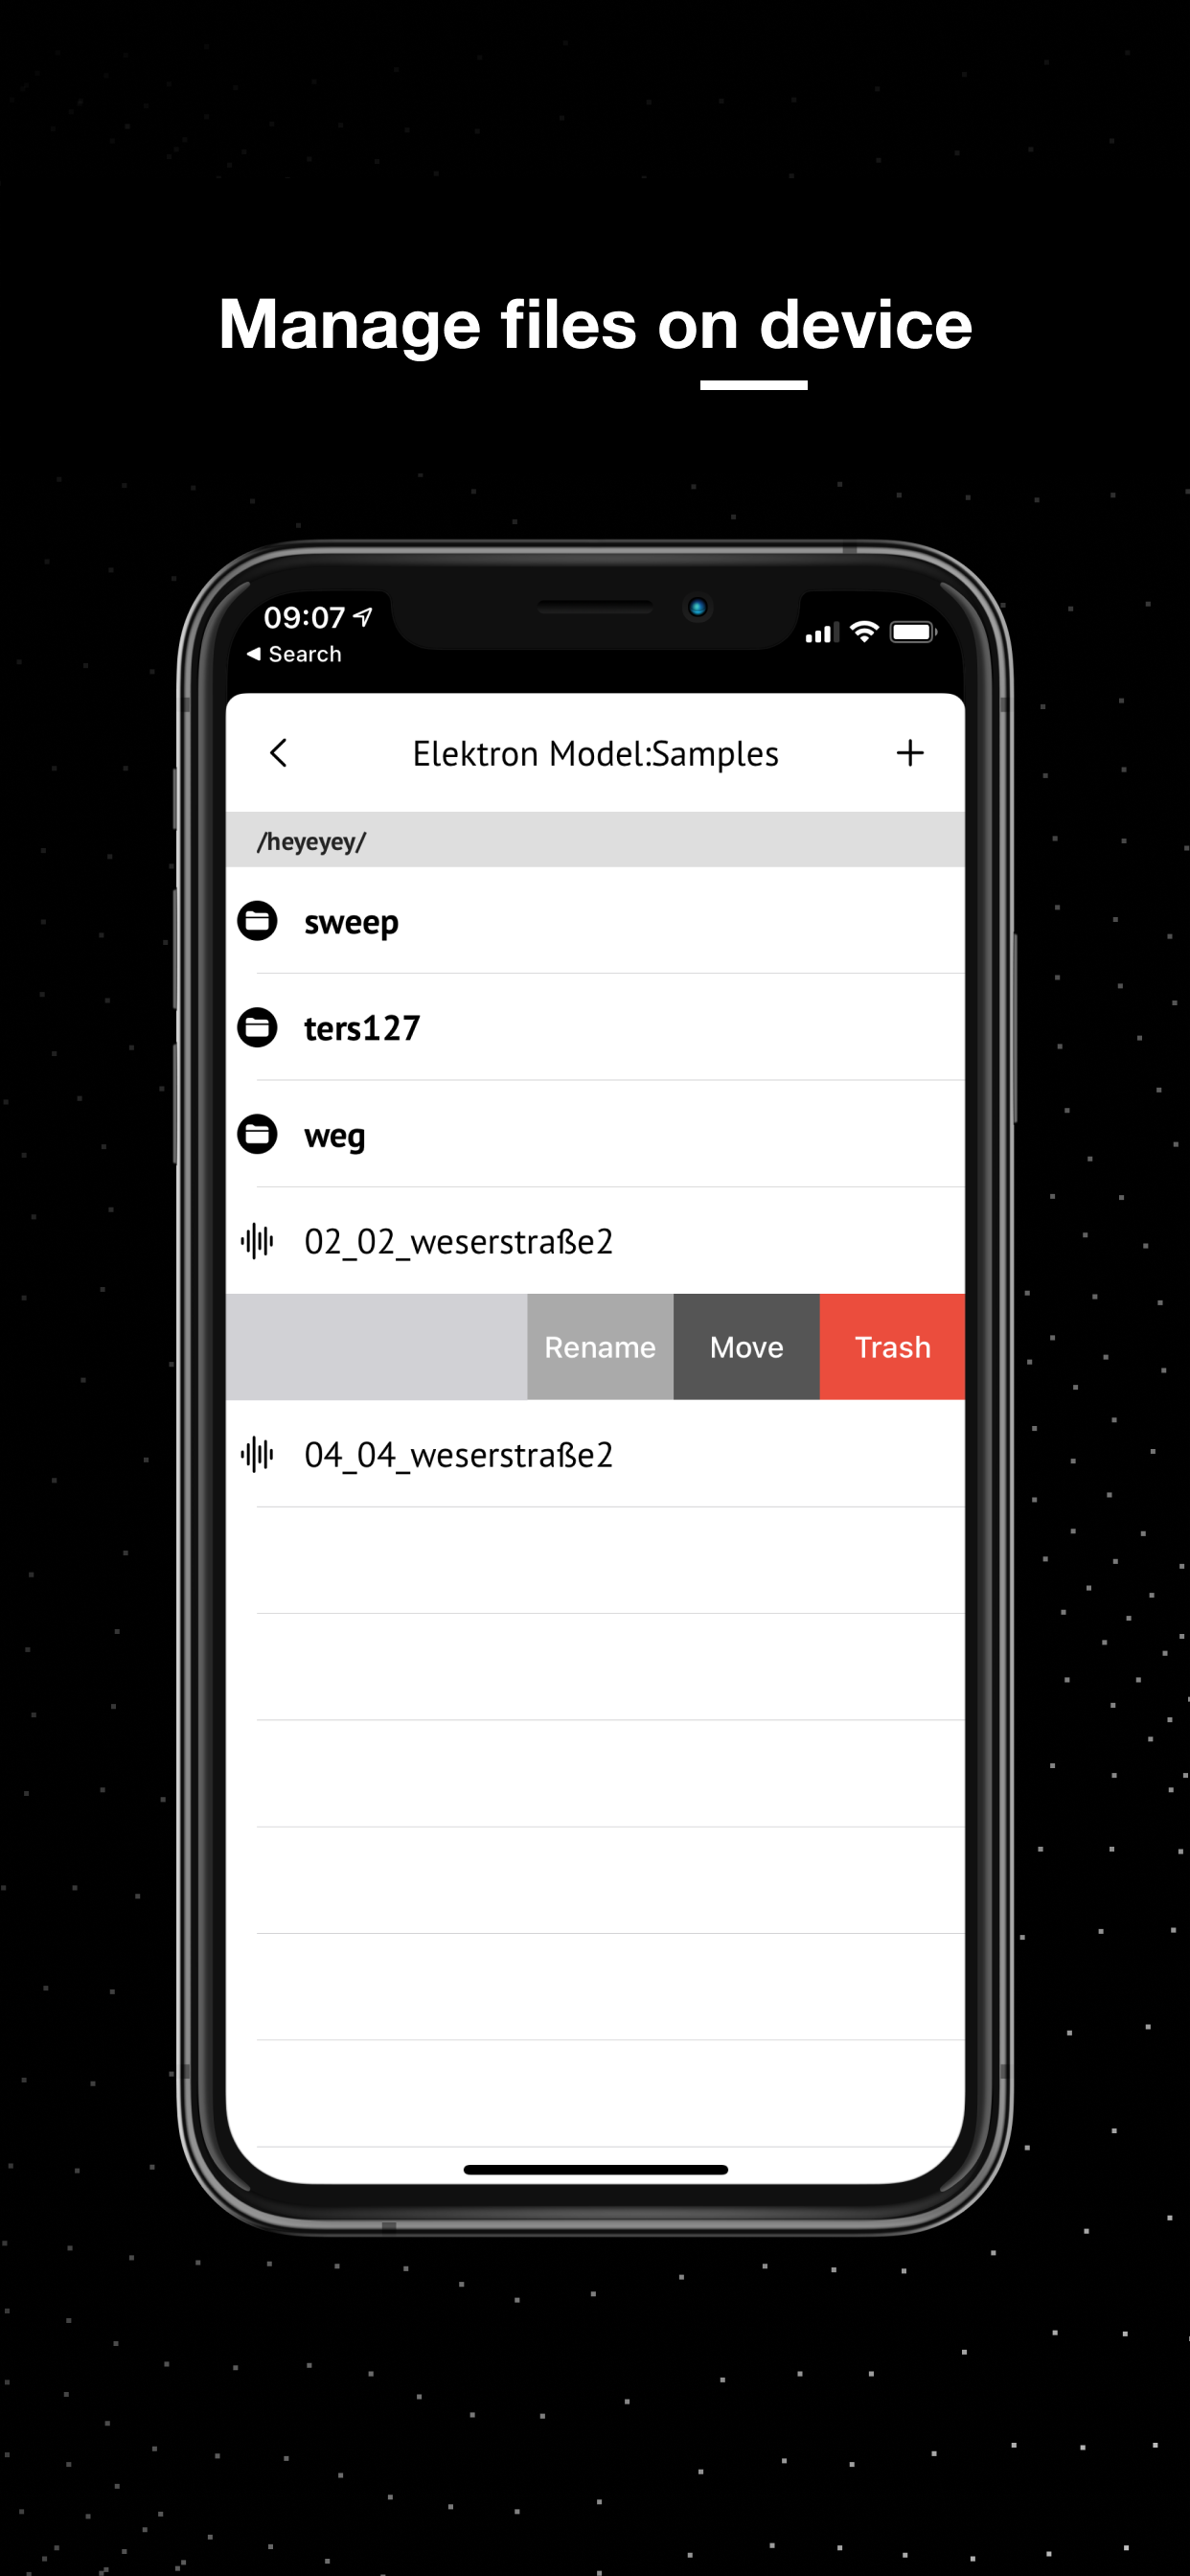 Manage files on device
09:07
◀ Search
Elektron Model:Samples
/heyeyey/
sweep
ters127
weg
02_02_weserstraße2
Rename Move Trash
04_04_weserstraße2